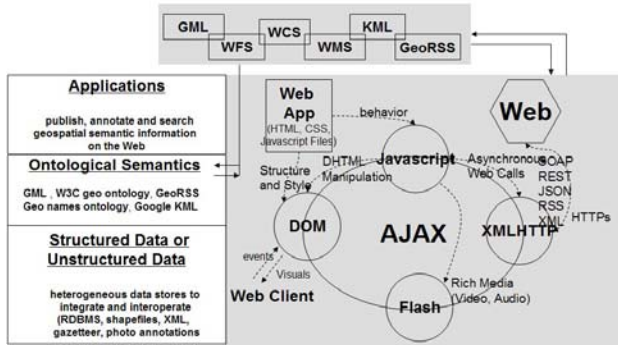 GML
WCS
KML
WFS
WMS
GeoRSS
Applications
publish, annotate and search
geospatial semantic information
on the Web
Ontological Semantics
GML , W3C geo ontology, GeoRSS
Geo names ontology, Google KML
Structured Data or
Unstructured Data
heterogeneous data stores to
integrate and interoperate
(RDBMS, shapefiles, XML,
gazetteer, photo annotations
Web
App
(HTML, CSS,
Javascript Files)
behavior
Web
Javascript
Structure
and Style
DHTML
Manipulation
Asynchronous
Web Calls
SOAP
REST
JSON
RSS
XML
HTTPs
DOM
AJAX
XMLHTTP
events
Visuals
Web Client
Flash
Rich Media
(Video, Audio)